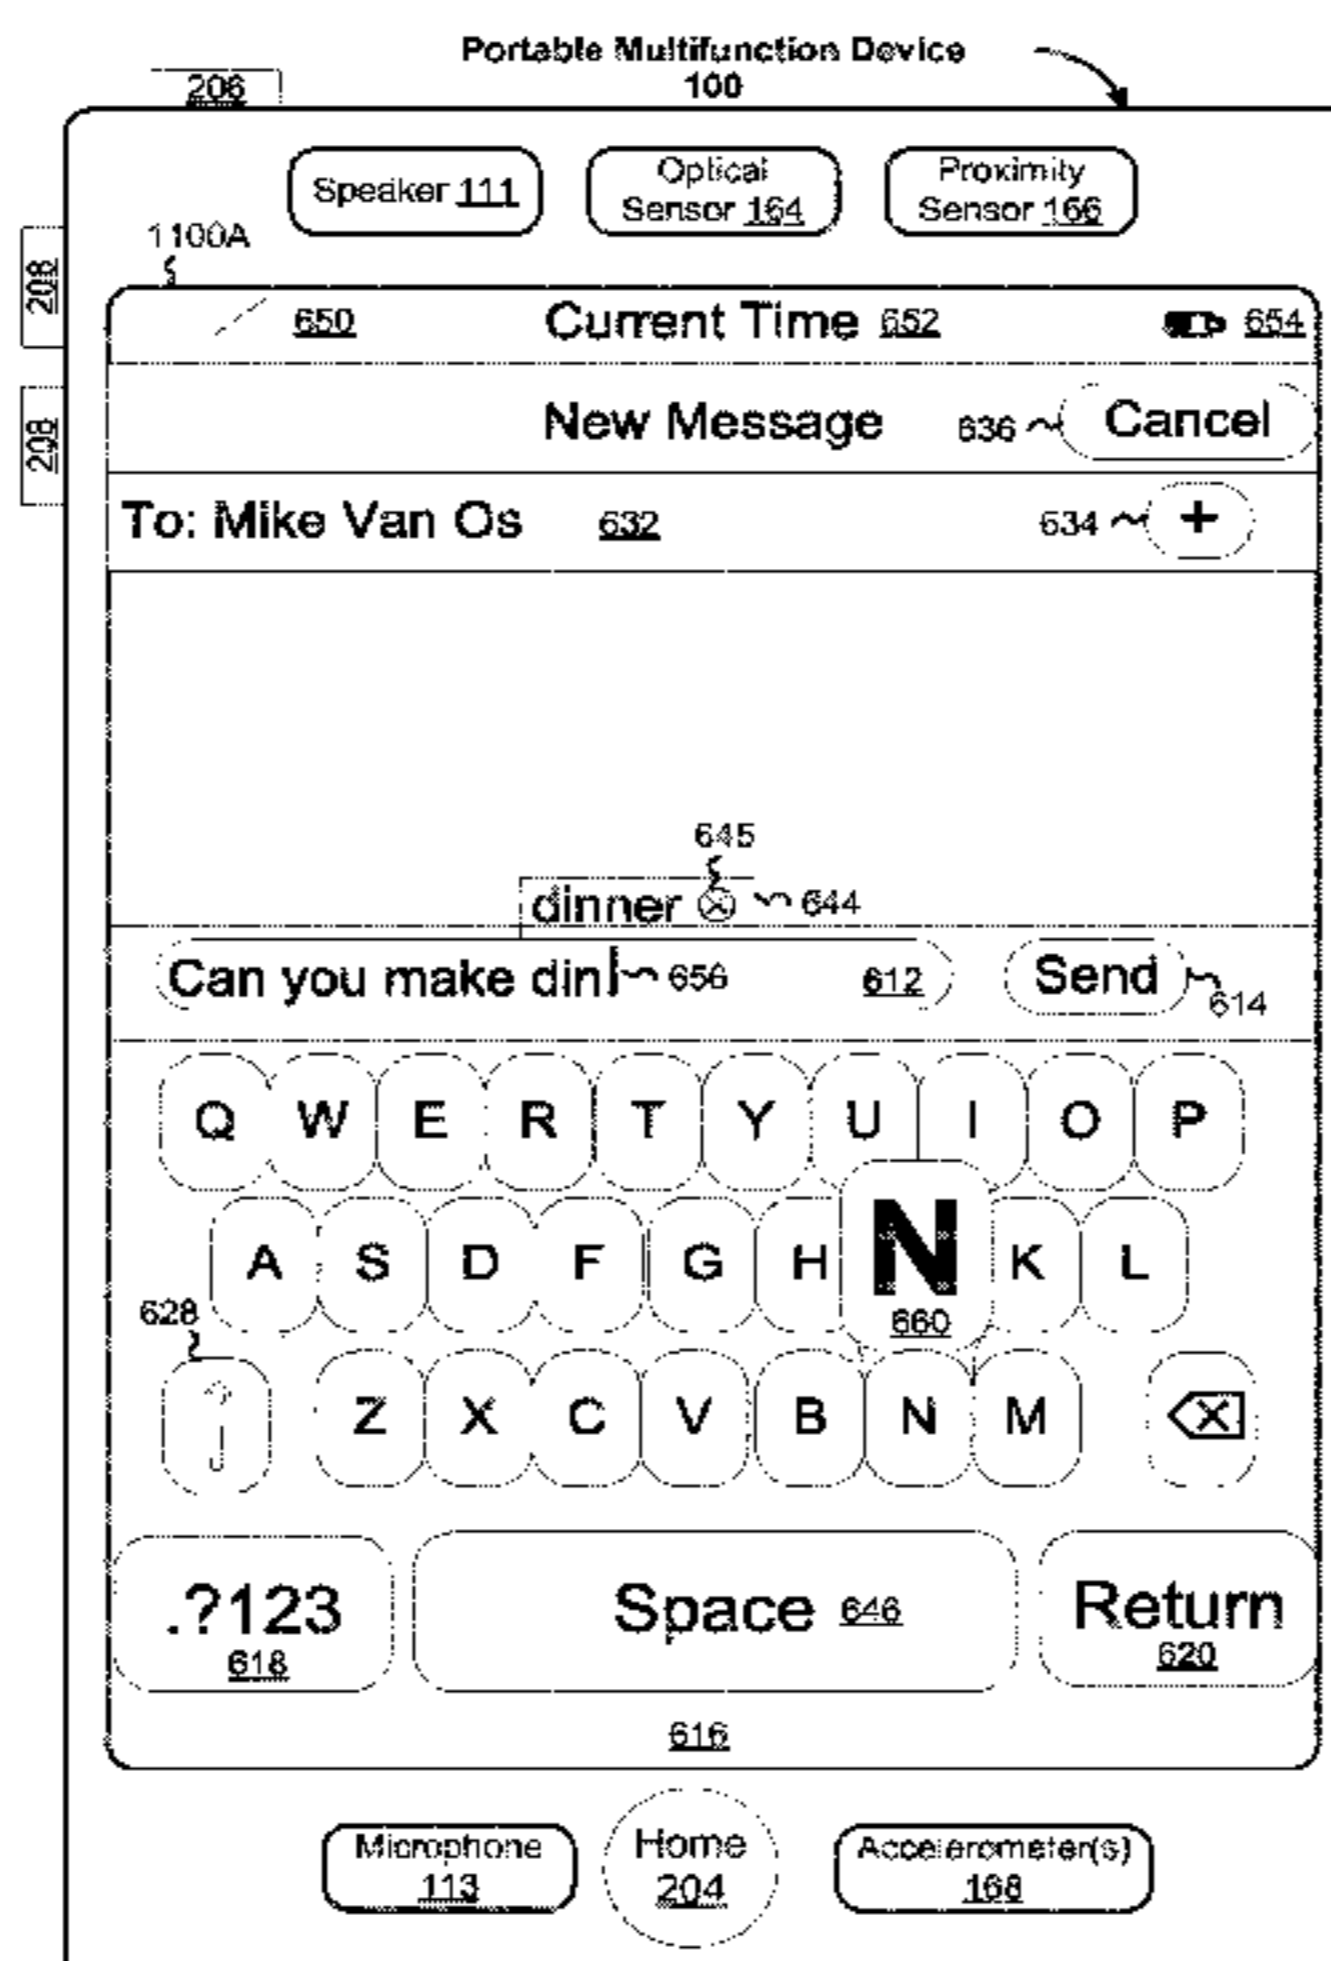 Portable Multifunction Device
100
206
Speaker 111
Optical
Sensor 164
Proximity
Sensor 166
1100A
208
650 Current Time 652 654
New Message 636 Cancel
208
To: Mike Van Os 632 634 +
645
dinner 644
Can you make din 656 612 Send
614
Q W E R T Y U I O P
A S D F G H N K L
660
628
Z X C V B N M
.?123
618
Space 646
Return
620
616
Microphone
113
Home
204
Accelerometer(s)
168